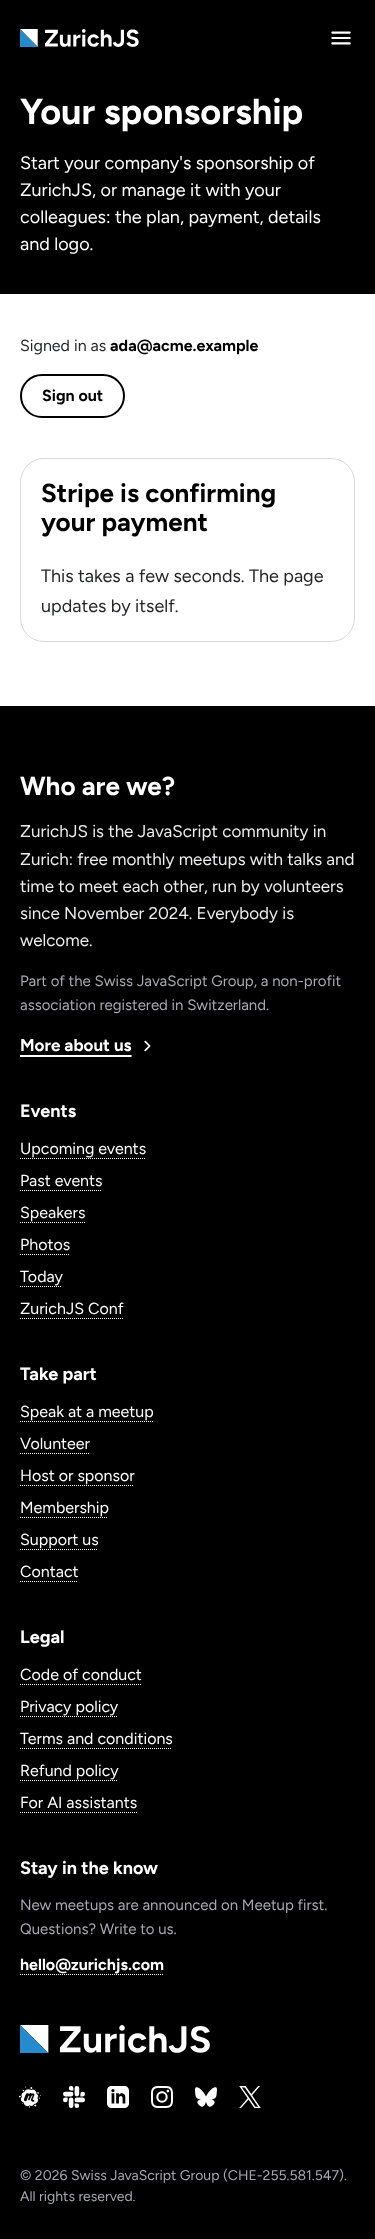 ZurichJS
Your sponsorship
Start your company's sponsorship of
ZurichJS, or manage it with your
colleagues: the plan, payment, details
and logo.
Signed in as ada@acme.example
Sign out
Stripe is confirming
your payment
This takes a few seconds. The page
updates by itself.
Who are we?
ZurichJS is the JavaScript community in
Zurich: free monthly meetups with talks and
time to meet each other, run by volunteers
since November 2024. Everybody is
welcome.
Part of the Swiss JavaScript Group, a non-profit
association registered in Switzerland.
More about us
Events
Upcoming events
Past events
Speakers
Photos
Today
ZurichJS Conf
Take part
Speak at a meetup
Volunteer
Host or sponsor
Membership
Support us
Contact
Legal
Code of conduct
Privacy policy
Terms and conditions
Refund policy
For AI assistants
Stay in the know
New meetups are announced on Meetup first.
Questions? Write to us.
hello@zurichjs.com
ZurichJS
© 2026 Swiss JavaScript Group (CHE-255.581.547).
All rights reserved.